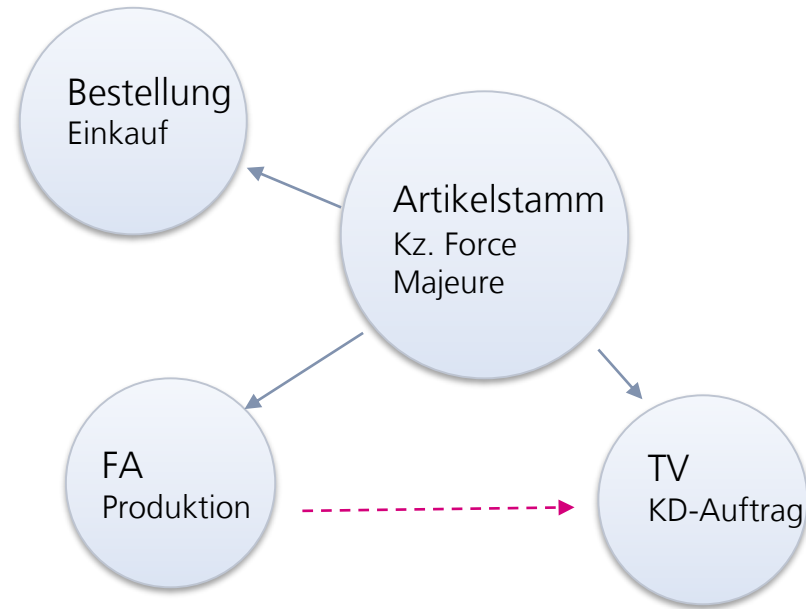 Bestellung
Einkauf
Artikelstamm
Kz. Force
Majeure
FA
Produktion
TV
KD-Auftrag